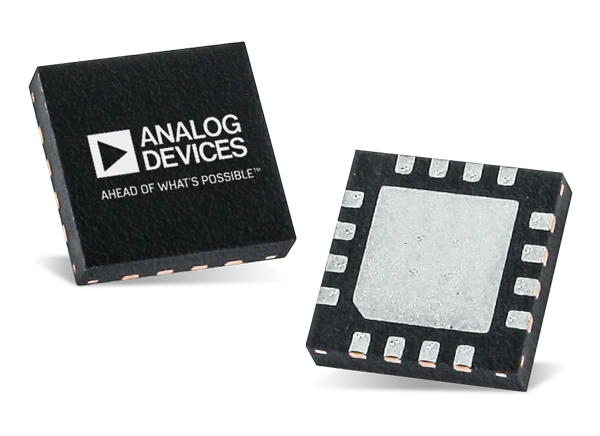 ANALOG
DEVICES
AHEAD OF WHAT'S POSSIBLE™